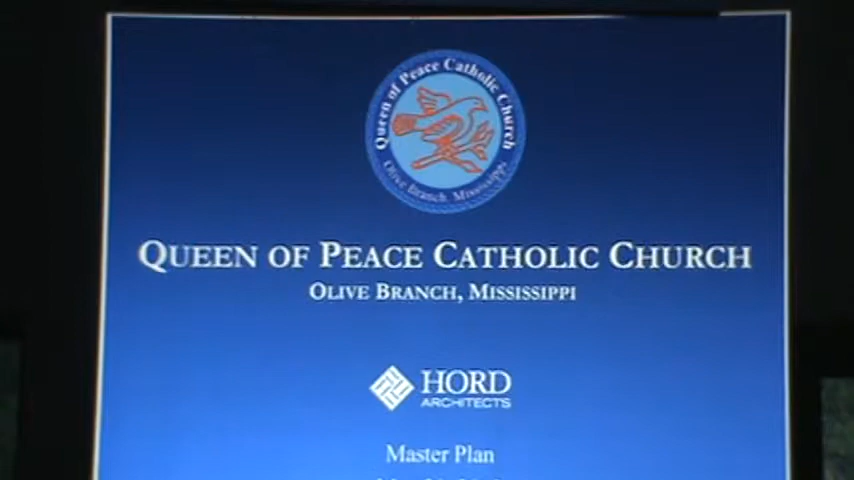 Queen of Peace Catholic Church
Olive Branch, Mississippi
QUEEN OF PEACE CATHOLIC CHURCH
OLIVE BRANCH, MISSISSIPPI
HORD
ARCHITECTS
Master Plan